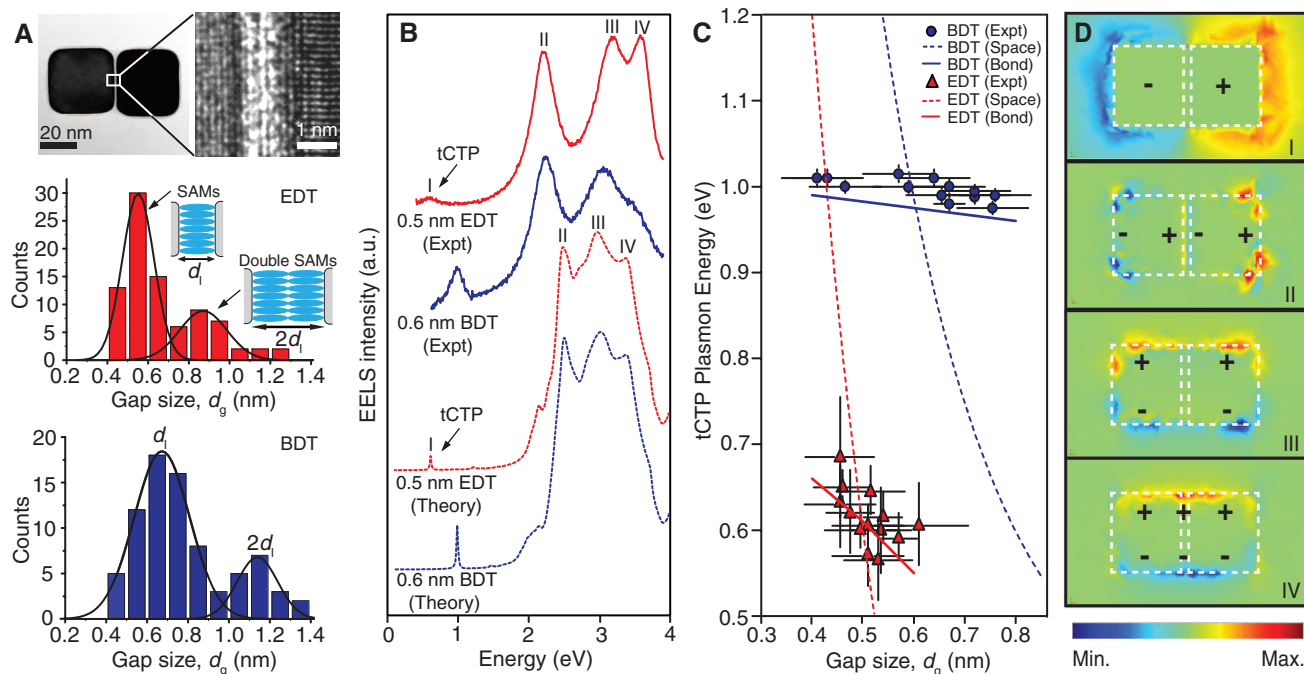 A
20 nm
1 nm
EDT
SAMs
d_l
Double SAMs
2d_l
Counts
30
25
20
15
10
5
0
0.2 0.4 0.6 0.8 1.0 1.2 1.4
Gap size, d_g (nm)
BDT
d_l
2d_l
Counts
20
15
10
5
0
0.2 0.4 0.6 0.8 1.0 1.2 1.4
Gap size, d_g (nm)
B
II
III
IV
tCTP
I
0.5 nm EDT
(Expt)
0.6 nm BDT
(Expt)
II
III
IV
tCTP
I
0.5 nm EDT
(Theory)
0.6 nm BDT
(Theory)
EELS intensity (a.u.)
0 1 2 3 4
Energy (eV)
C
BDT (Expt)
BDT (Space)
BDT (Bond)
EDT (Expt)
EDT (Space)
EDT (Bond)
tCTP Plasmon Energy (eV)
1.2
1.1
1.0
0.9
0.8
0.7
0.6
0.5
0.3 0.4 0.5 0.6 0.7 0.8
Gap size, d_g (nm)
D
- +
I
- + - +
II
+ +
- -
III
+ + +
- - -
IV
Min. Max.